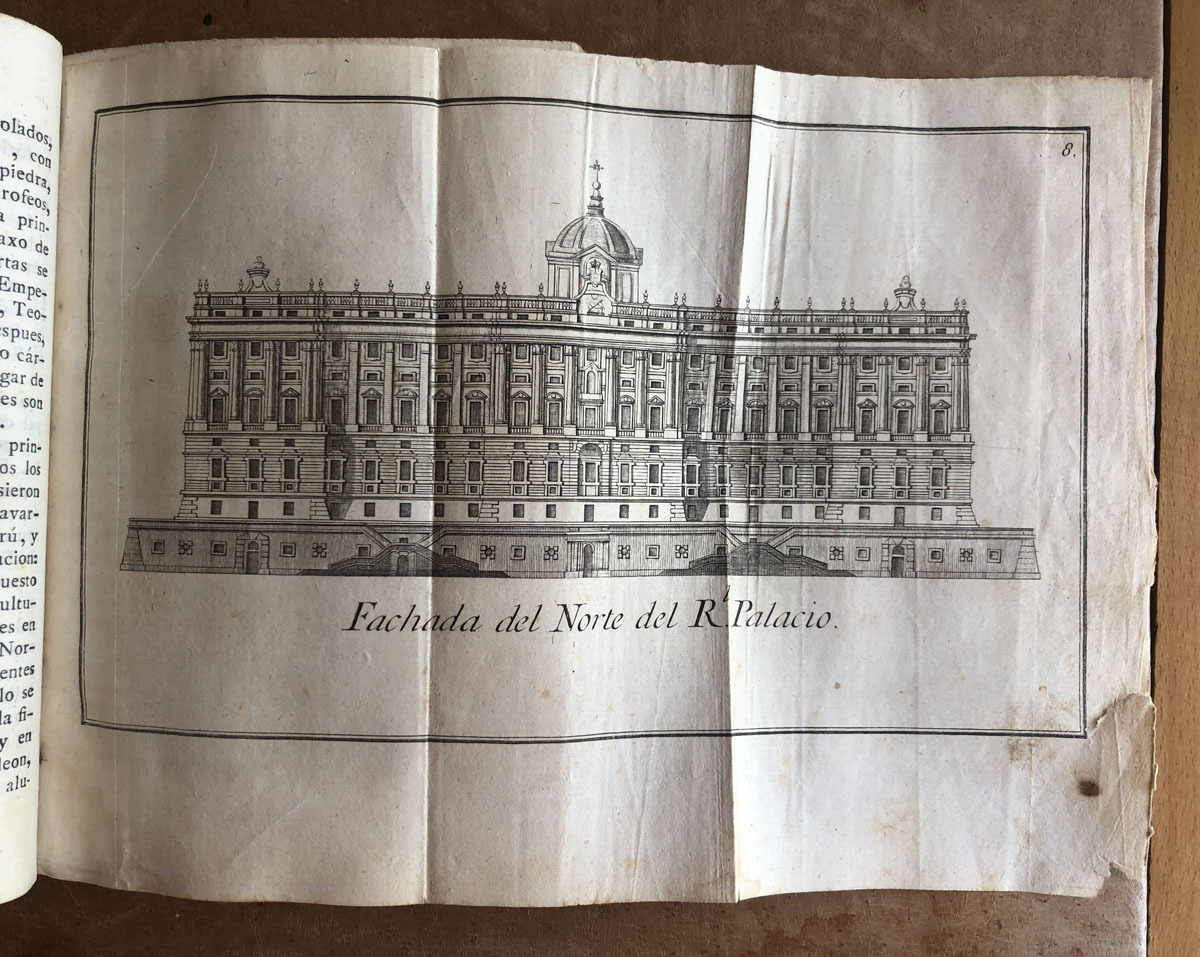 olados,
, con
piedra,
rofeos,
a prin-
axo de
rtas se
Empe-
, Teo-
espues,
o cár-
gar de
es son
.
prin-
os los
sieron
avar-
rú, y
acion:
uesto
ultu-
es en
Nor-
entes
lo se
la fi-
y en
leon,
alu-
8.
Fachada del Norte del Rl Palacio.